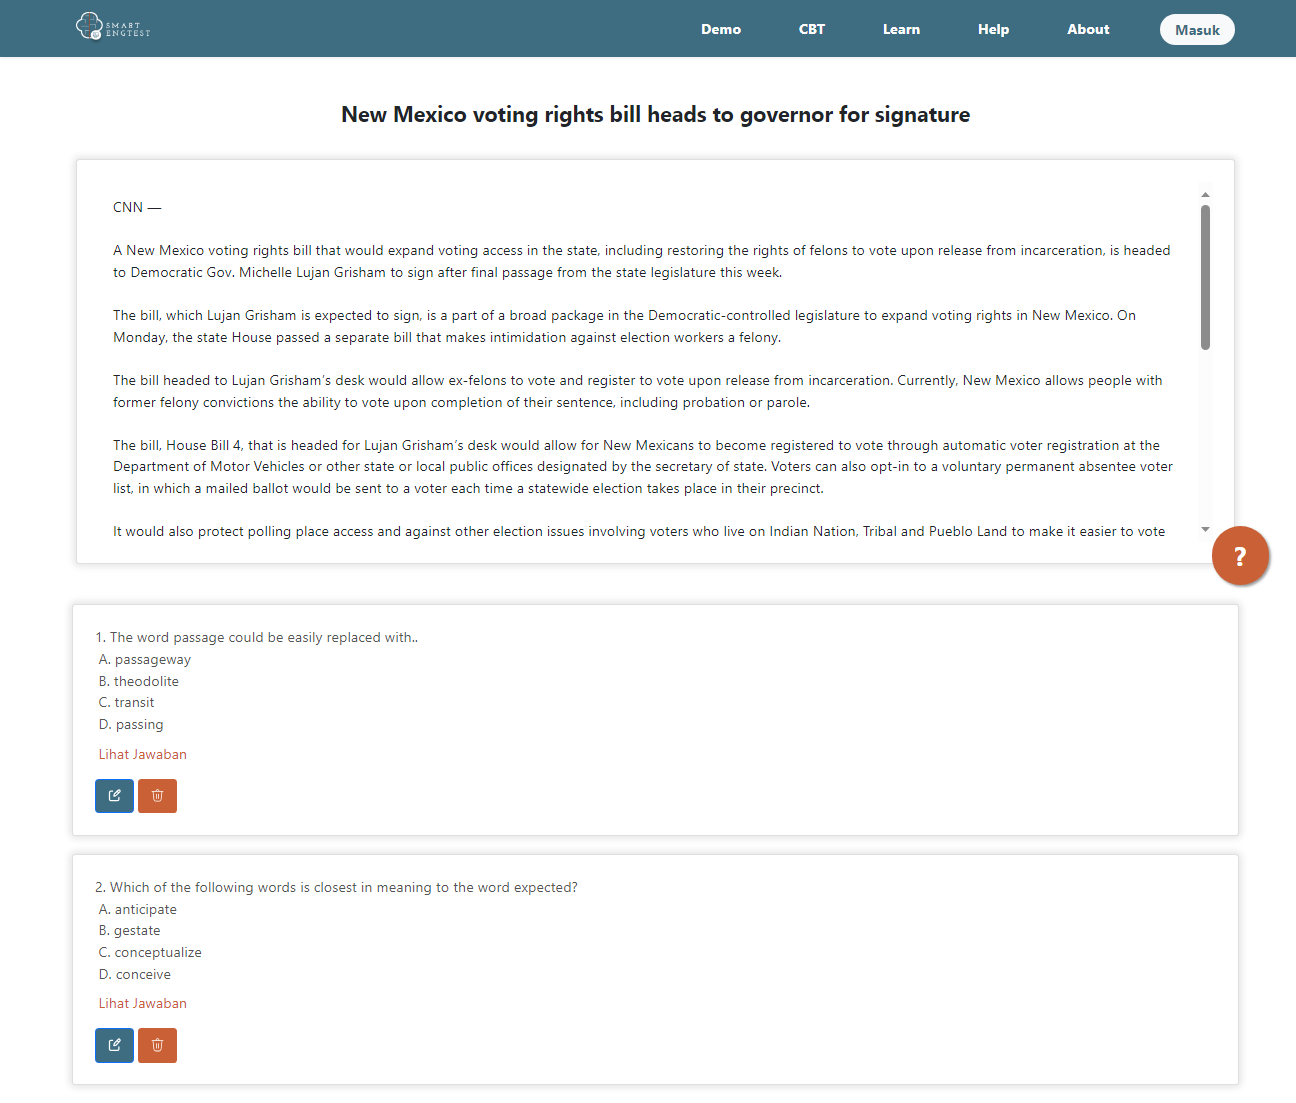 SMART
ENGTEST
Demo
CBT
Learn
Help
About
Masuk
New Mexico voting rights bill heads to governor for signature
CNN —
A New Mexico voting rights bill that would expand voting access in the state, including restoring the rights of felons to vote upon release from incarceration, is headed
to Democratic Gov. Michelle Lujan Grisham to sign after final passage from the state legislature this week.
The bill, which Lujan Grisham is expected to sign, is a part of a broad package in the Democratic-controlled legislature to expand voting rights in New Mexico. On
Monday, the state House passed a separate bill that makes intimidation against election workers a felony.
The bill headed to Lujan Grisham's desk would allow ex-felons to vote and register to vote upon release from incarceration. Currently, New Mexico allows people with
former felony convictions the ability to vote upon completion of their sentence, including probation or parole.
The bill, House Bill 4, that is headed for Lujan Grisham's desk would allow for New Mexicans to become registered to vote through automatic voter registration at the
Department of Motor Vehicles or other state or local public offices designated by the secretary of state. Voters can also opt-in to a voluntary permanent absentee voter
list, in which a mailed ballot would be sent to a voter each time a statewide election takes place in their precinct.
It would also protect polling place access and against other election issues involving voters who live on Indian Nation, Tribal and Pueblo Land to make it easier to vote
?
1. The word passage could be easily replaced with..
A. passageway
B. theodolite
C. transit
D. passing
Lihat Jawaban
2. Which of the following words is closest in meaning to the word expected?
A. anticipate
B. gestate
C. conceptualize
D. conceive
Lihat Jawaban